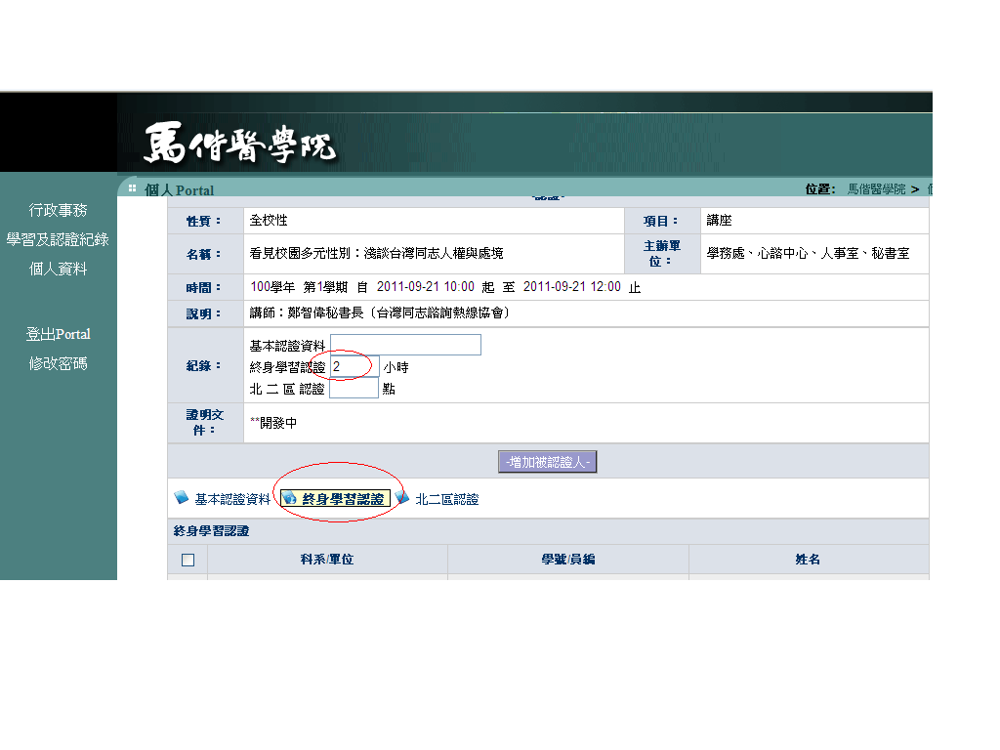 馬偕醫學院
個人Portal
位置： 馬偕醫學院 >
行政事務
學習及認證紀錄
個人資料
登出Portal
修改密碼
性質： 全校性 項目： 講座
名稱： 看見校園多元性別：淺談台灣同志人權與處境 主辦單位： 學務處、心諮中心、人事室、秘書室
時間： 100學年 第1學期 自 2011-09-21 10:00 起 至 2011-09-21 12:00 止
說明： 講師：鄭智偉秘書長〔台灣同志諮詢熱線協會〕
紀錄： 基本認證資料
終身學習認證 2 小時
北 二 區 認證 點
證明文件： **開發中
-增加被認證人-
基本認證資料 終身學習認證 北二區認證
終身學習認證
科系/單位 學號/員編 姓名